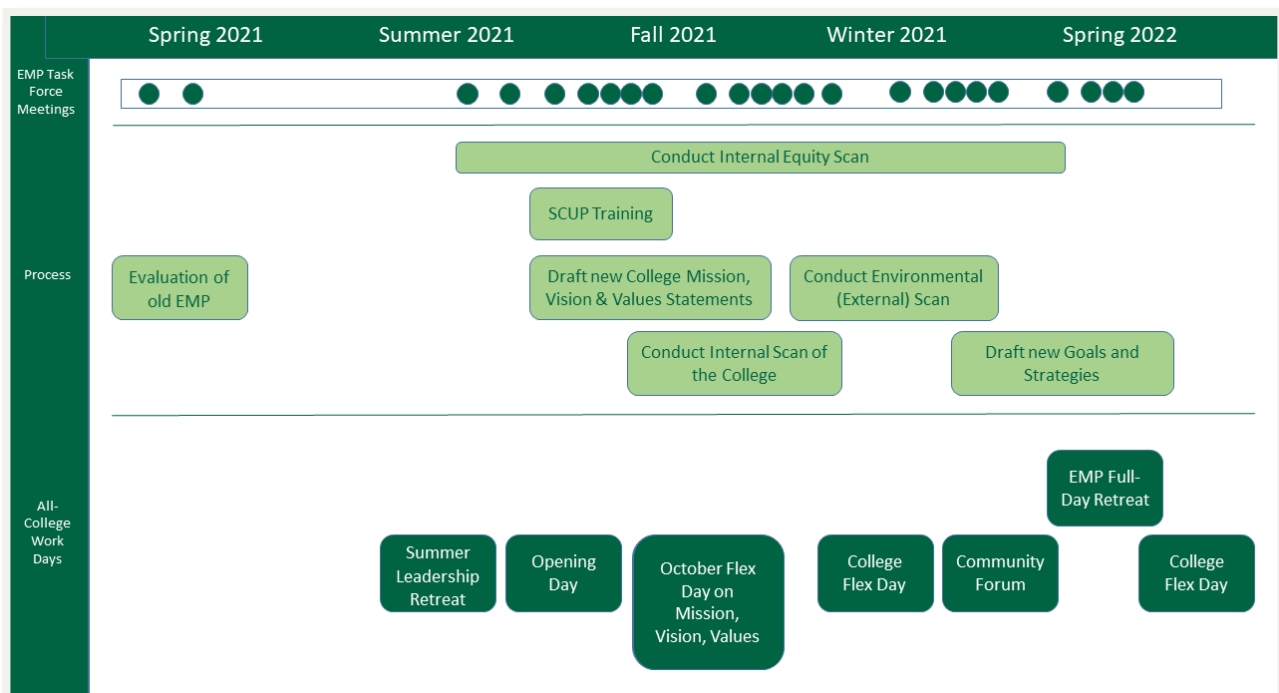 Spring 2021
Summer 2021
Fall 2021
Winter 2021
Spring 2022
EMP Task
Force
Meetings
Conduct Internal Equity Scan
SCUP Training
Process
Evaluation of
old EMP
Draft new College Mission,
Vision & Values Statements
Conduct Environmental
(External) Scan
Conduct Internal Scan of
the College
Draft new Goals and
Strategies
All-
College
Work
Days
EMP Full-
Day Retreat
Summer
Leadership
Retreat
Opening
Day
October Flex
Day on
Mission,
Vision, Values
College
Flex Day
Community
Forum
College
Flex Day